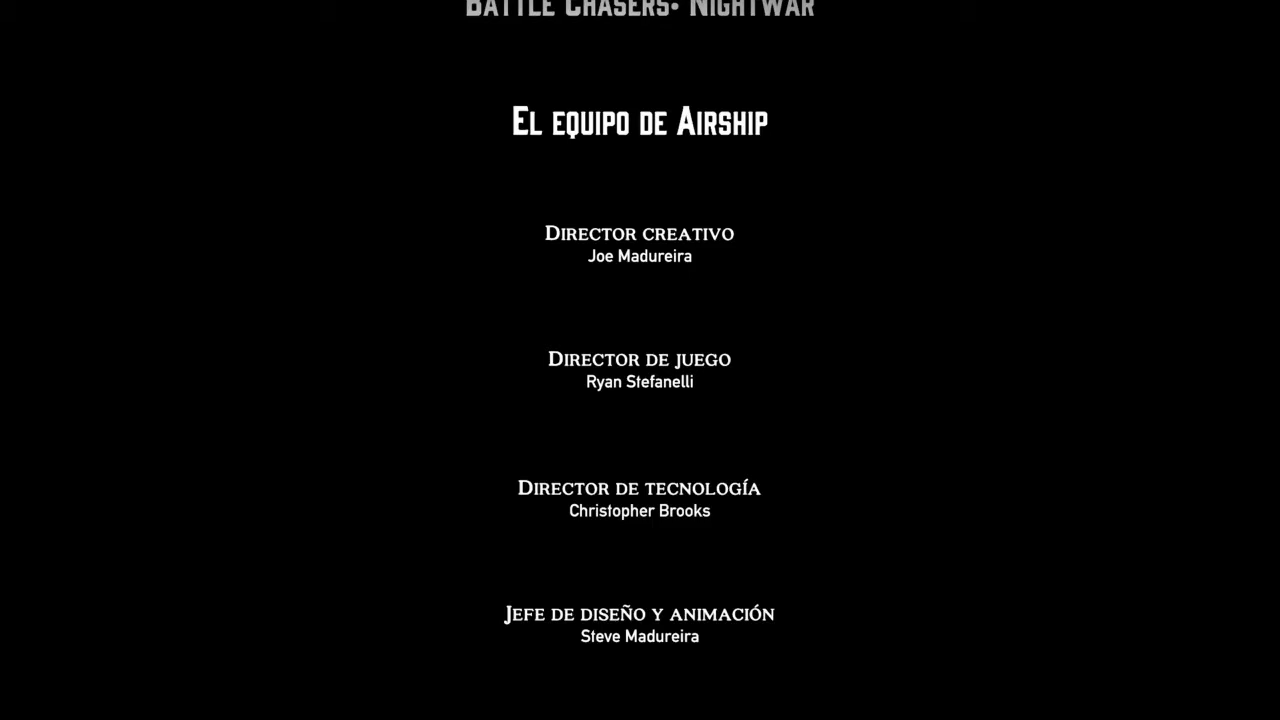 Battle Chasers: Nightwar
El equipo de Airship
Director creativo
Joe Madureira
Director de juego
Ryan Stefanelli
Director de tecnología
Christopher Brooks
Jefe de diseño y animación
Steve Madureira